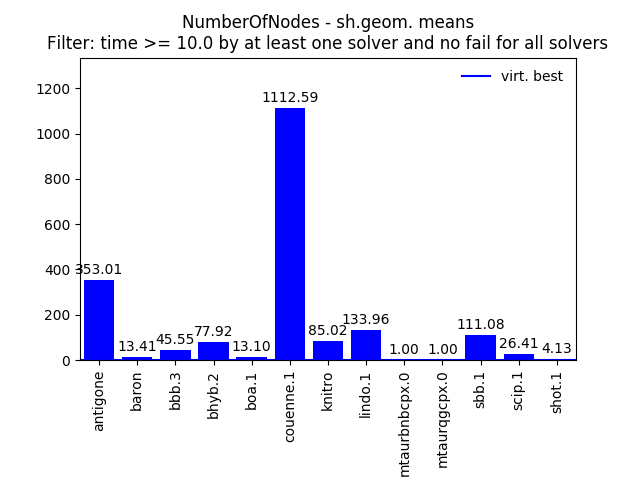 NumberOfNodes - sh.geom. means
Filter: time >= 10.0 by at least one solver and no fail for all solvers
virt. best
1200
1000
800
600
400
200
0
353.01
13.41
45.55
77.92
13.10
1112.59
85.02
133.96
1.00
1.00
111.08
26.41
4.13
antigone
baron
bbb.3
bhyb.2
boa.1
couenne.1
knitro
lindo.1
mtaurbnbcpx.0
mtaurqgcpx.0
sbb.1
scip.1
shot.1